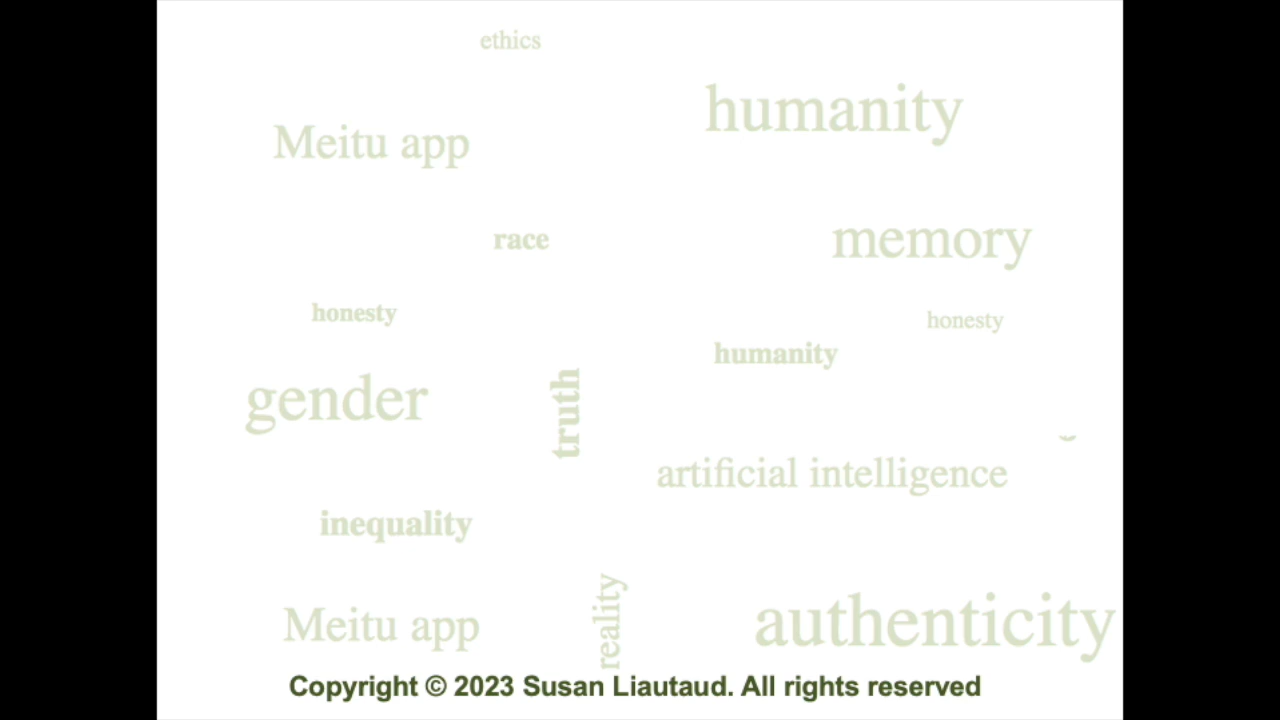 ethics
humanity
Meitu app
race
memory
honesty
honesty
humanity
gender
truth
artificial intelligence
inequality
reality
Meitu app
authenticity
Copyright © 2023 Susan Liautaud. All rights reserved